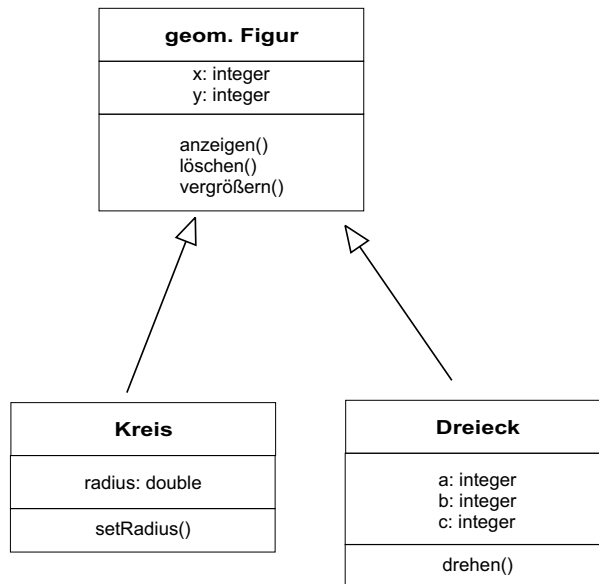 geom. Figur
x: integer
y: integer
anzeigen()
löschen()
vergrößern()
Kreis
radius: double
setRadius()
Dreieck
a: integer
b: integer
c: integer
drehen()